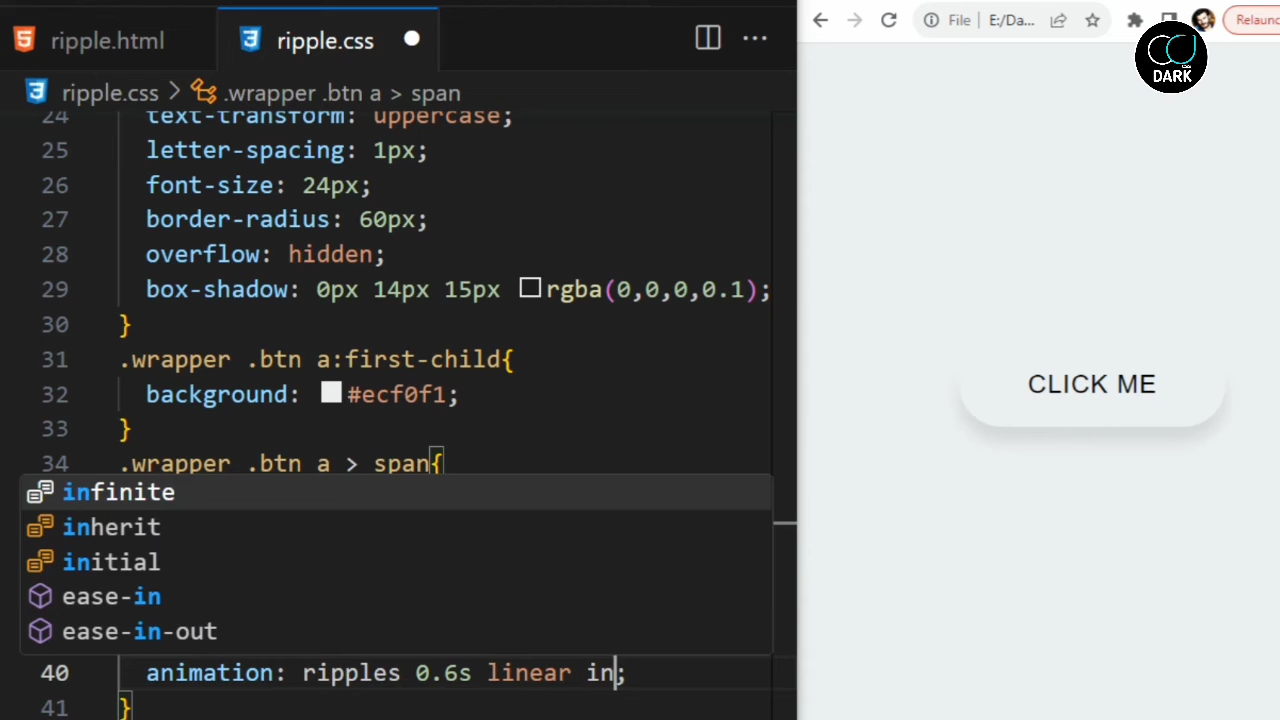 ripple.html
ripple.css
File
E:/Da...
Relaunc
DARK
ripple.css > .wrapper .btn a > span
24 text-transform: uppercase;
25 letter-spacing: 1px;
26 font-size: 24px;
27 border-radius: 60px;
28 overflow: hidden;
29 box-shadow: 0px 14px 15px rgba(0,0,0,0.1);
30 }
31 .wrapper .btn a:first-child{
32 background: #ecf0f1;
33 }
34 .wrapper .btn a > span{
infinite
inherit
initial
ease-in
ease-in-out
40 animation: ripples 0.6s linear in;
41 }
CLICK ME